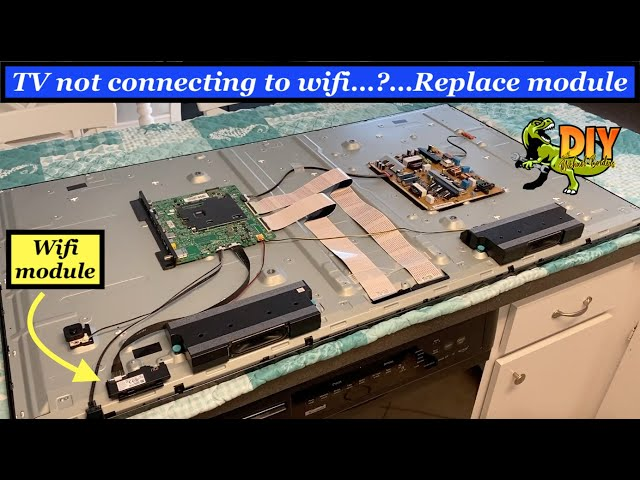 TV not connecting to wifi...?...Replace module
DIY
Wifi
module